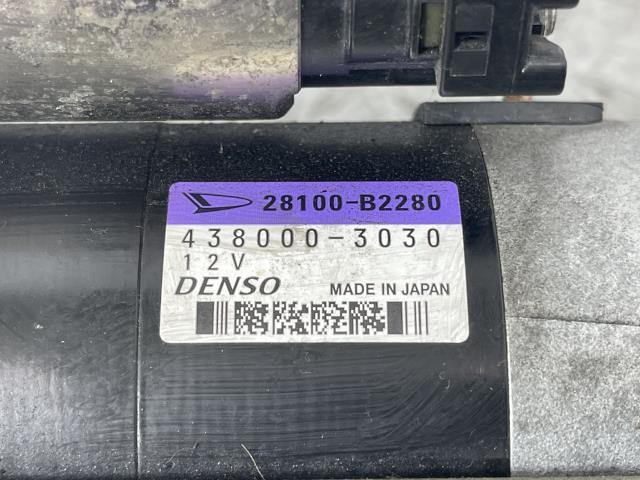 28100-B2280
438000-3030
12V
DENSO MADE IN JAPAN